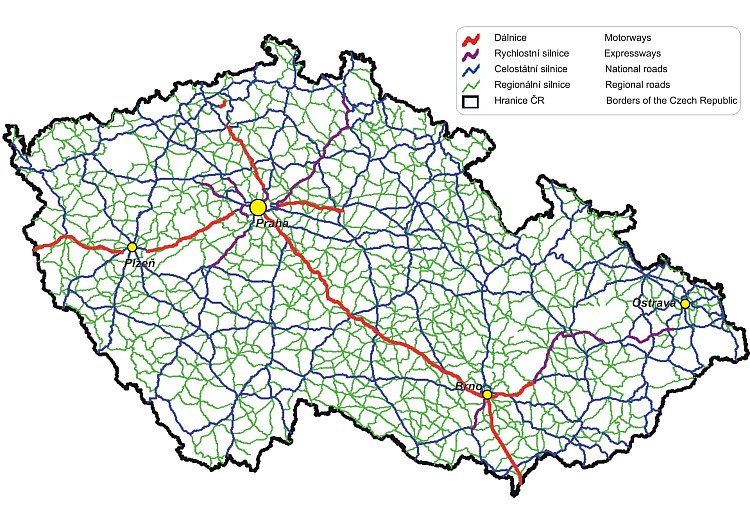 Dálnice Motorways
Rychlostní silnice Expressways
Celostátní silnice National roads
Regionální silnice Regional roads
Hranice ČR Borders of the Czech Republic
Praha
Plzeň
Ostrava
Brno